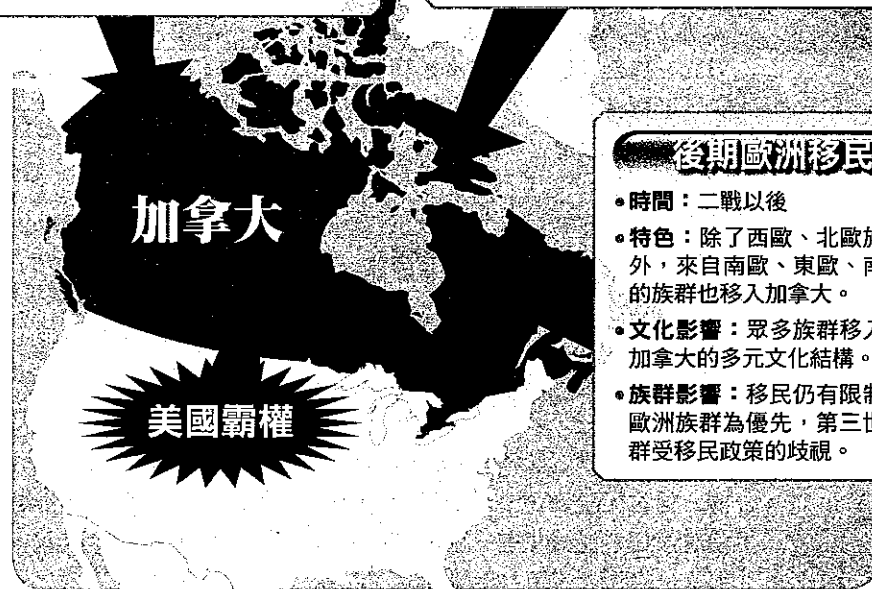 加拿大
美國霸權
後期歐洲移民
•時間：二戰以後
•特色：除了西歐、北歐族
外，來自南歐、東歐、南
的族群也移入加拿大。
•文化影響：眾多族群移入
加拿大的多元文化結構。
•族群影響：移民仍有限制
歐洲族群為優先，第三世
群受移民政策的歧視。